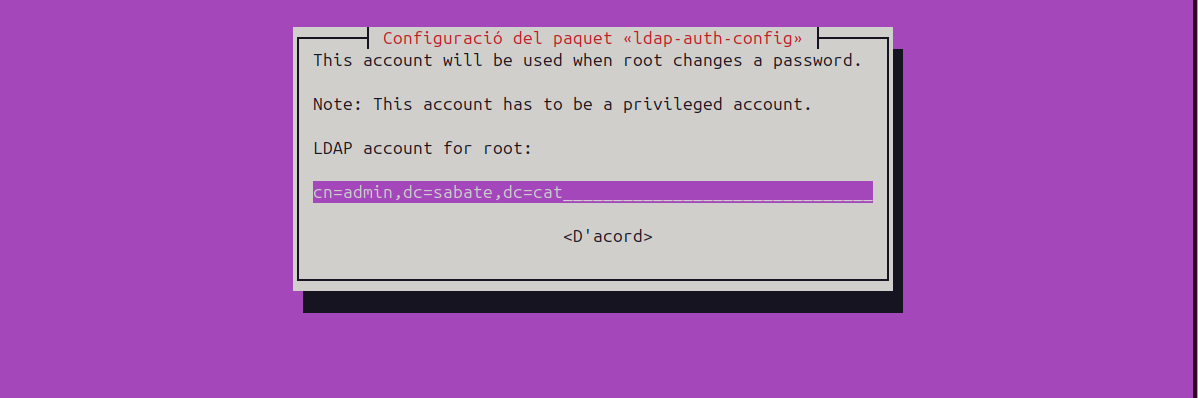 Configuració del paquet «ldap-auth-config»
This account will be used when root changes a password.
Note: This account has to be a privileged account.
LDAP account for root:
cn=admin,dc=sabate,dc=cat_______________________________
<D'acord>